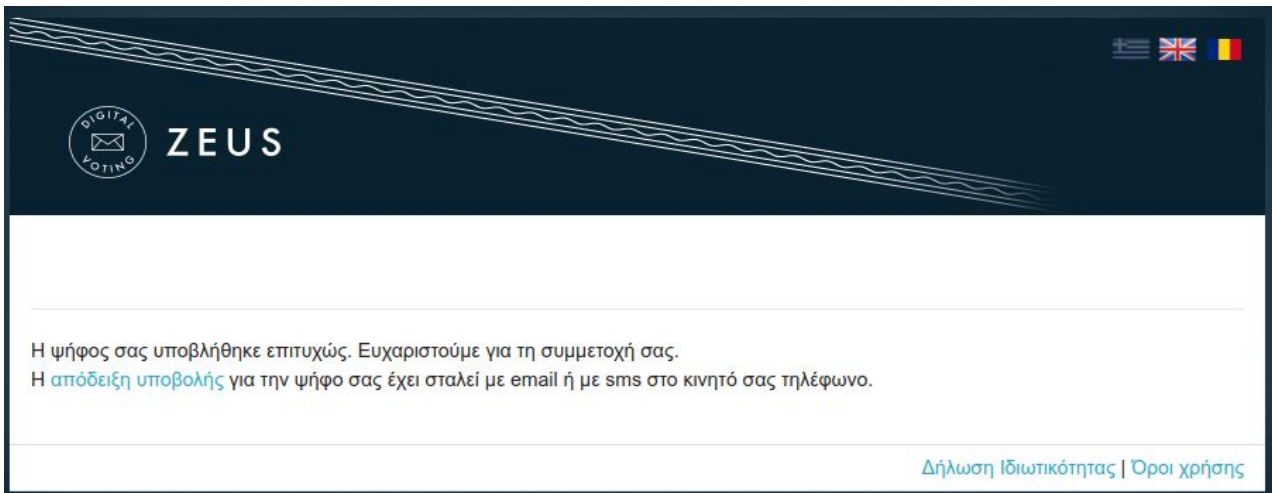 DIGITAL
VOTING
ZEUS
Η ψήφος σας υποβλήθηκε επιτυχώς. Ευχαριστούμε για τη συμμετοχή σας.
Η απόδειξη υποβολής για την ψήφο σας έχει σταλεί με email ή με sms στο κινητό σας τηλέφωνο.
Δήλωση Ιδιωτικότητας | Όροι χρήσης